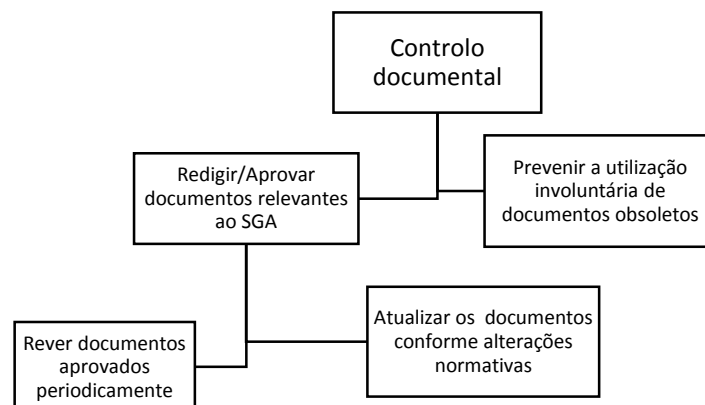 Controlo
documental
Redigir/Aprovar
documentos relevantes
ao SGA
Prevenir a utilização
involuntária de
documentos obsoletos
Rever documentos
aprovados
periodicamente
Atualizar os documentos
conforme alterações
normativas